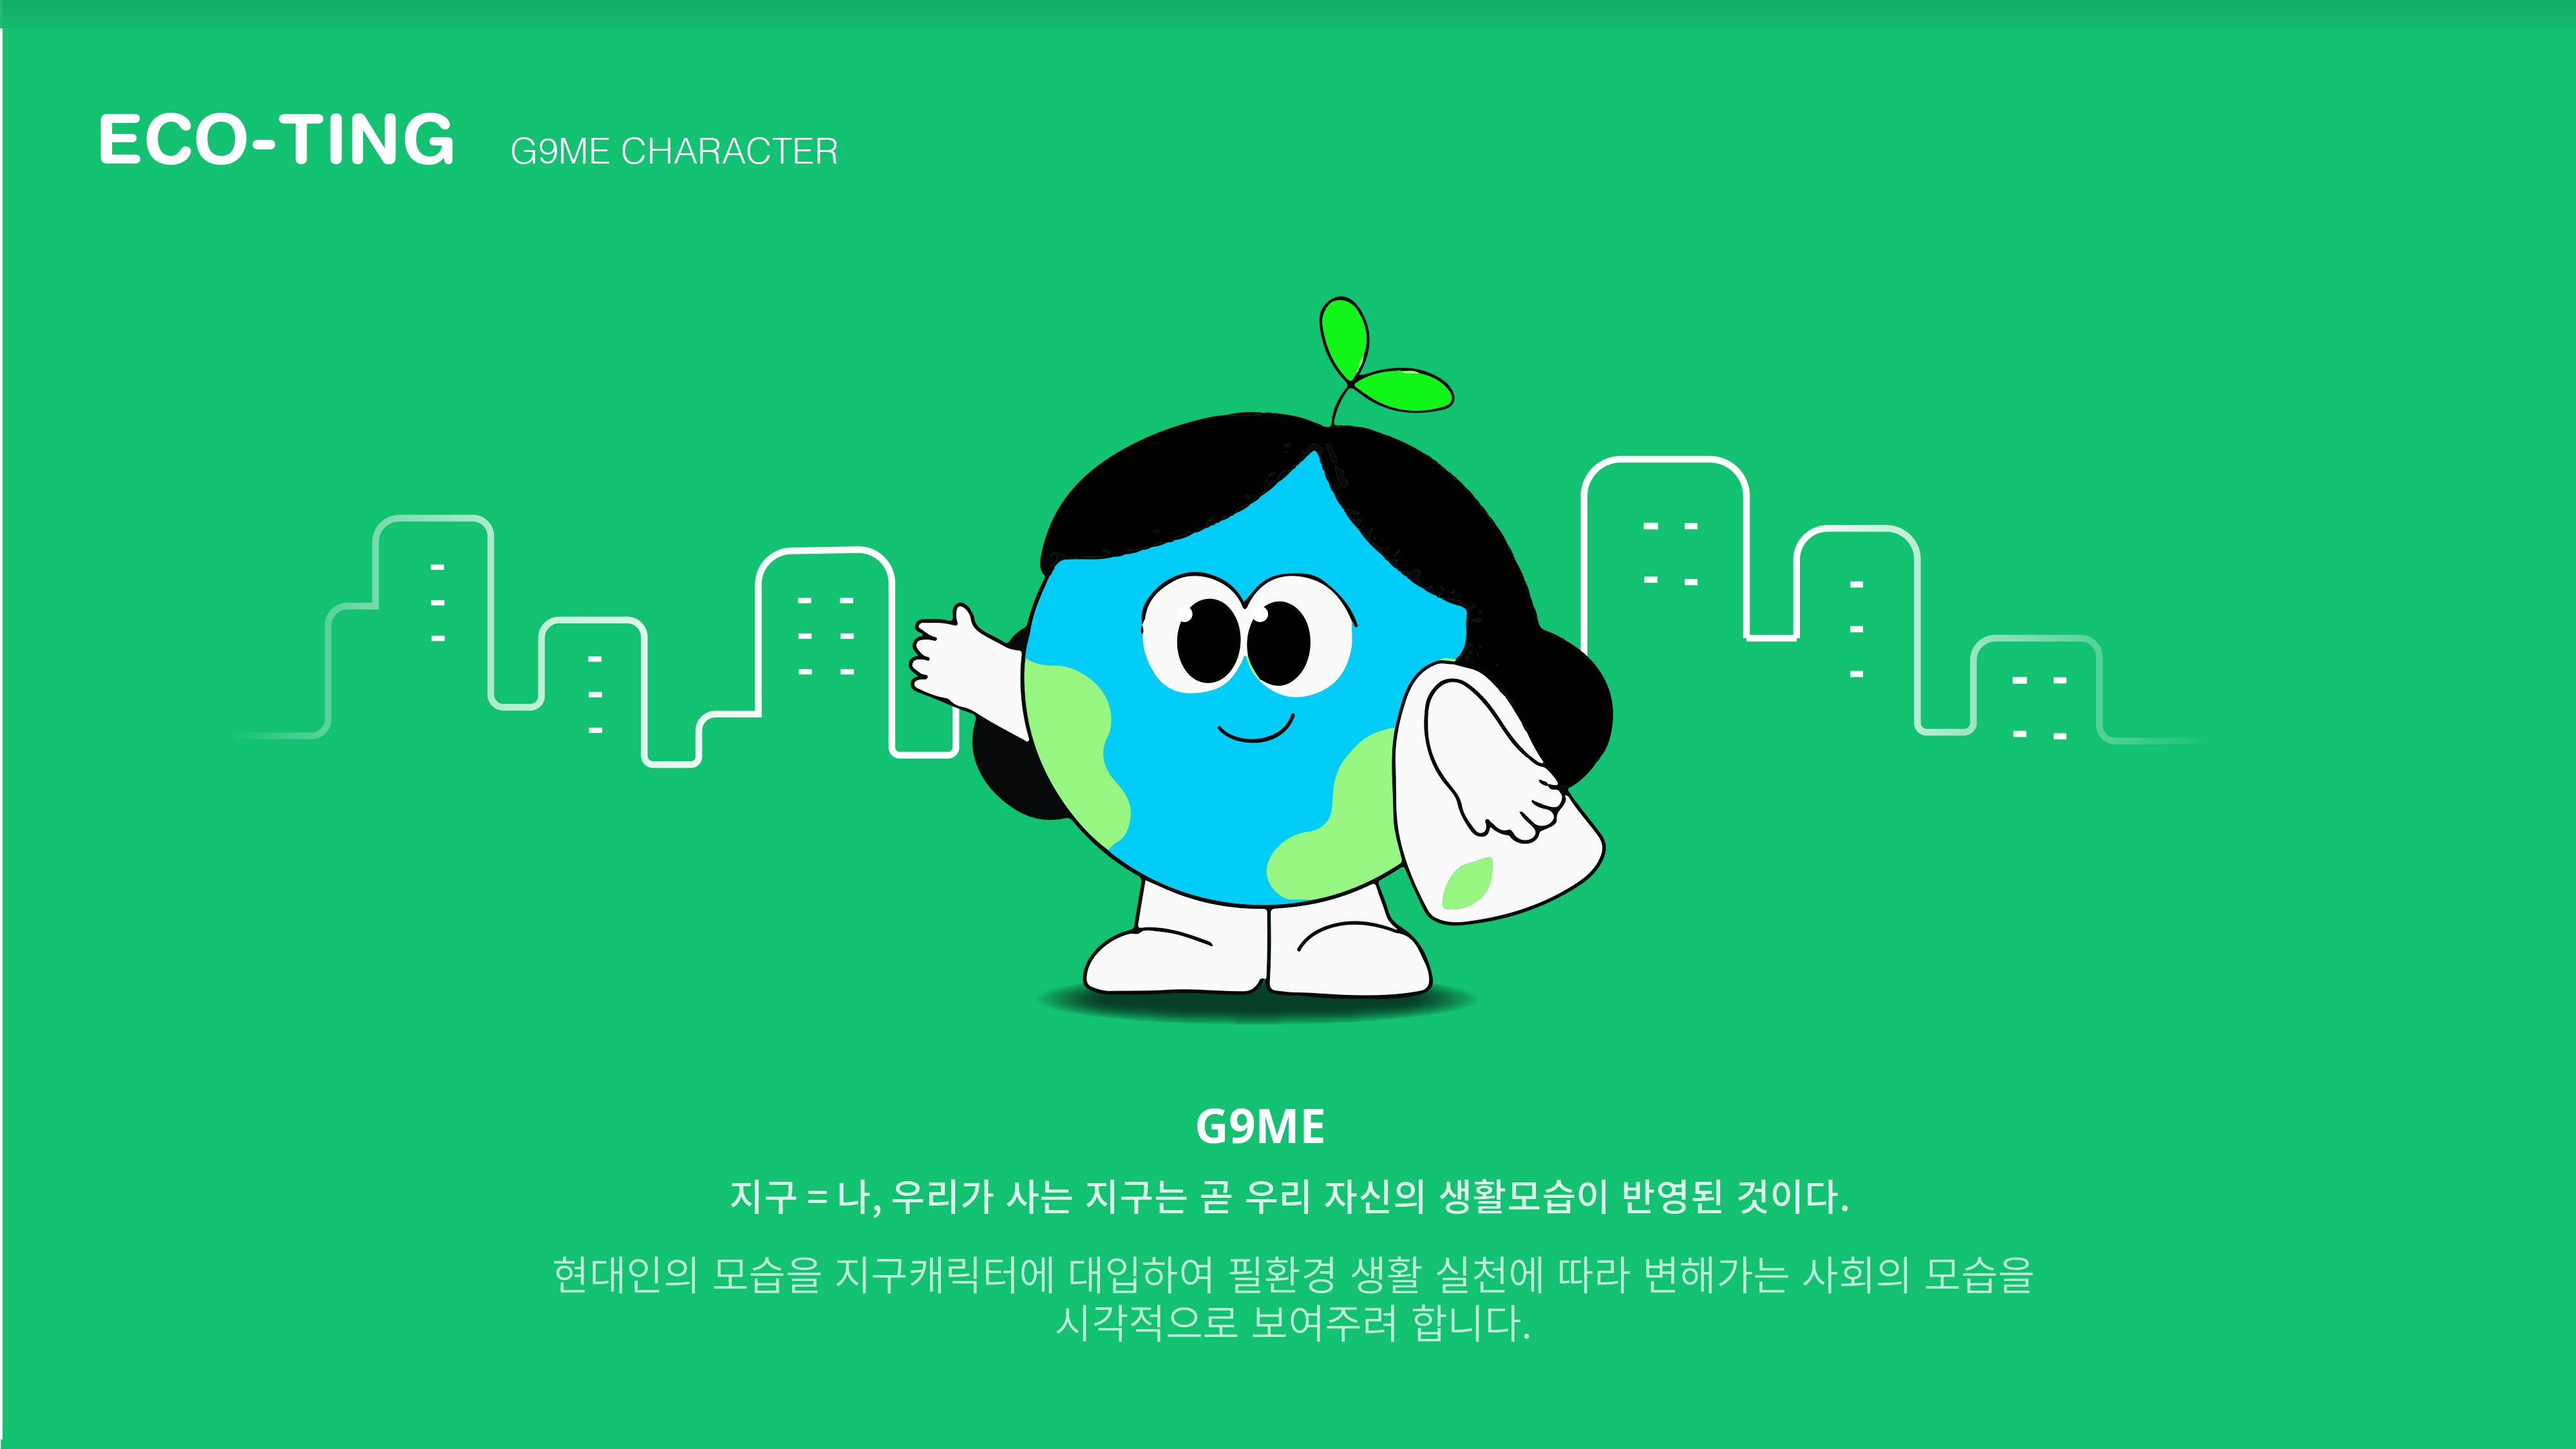 ECO-TING G9ME CHARACTER
G9ME
지구 = 나, 우리가 사는 지구는 곧 우리 자신의 생활모습이 반영된 것이다.
현대인의 모습을 지구캐릭터에 대입하여 필환경 생활 실천에 따라 변해가는 사회의 모습을
시각적으로 보여주려 합니다.